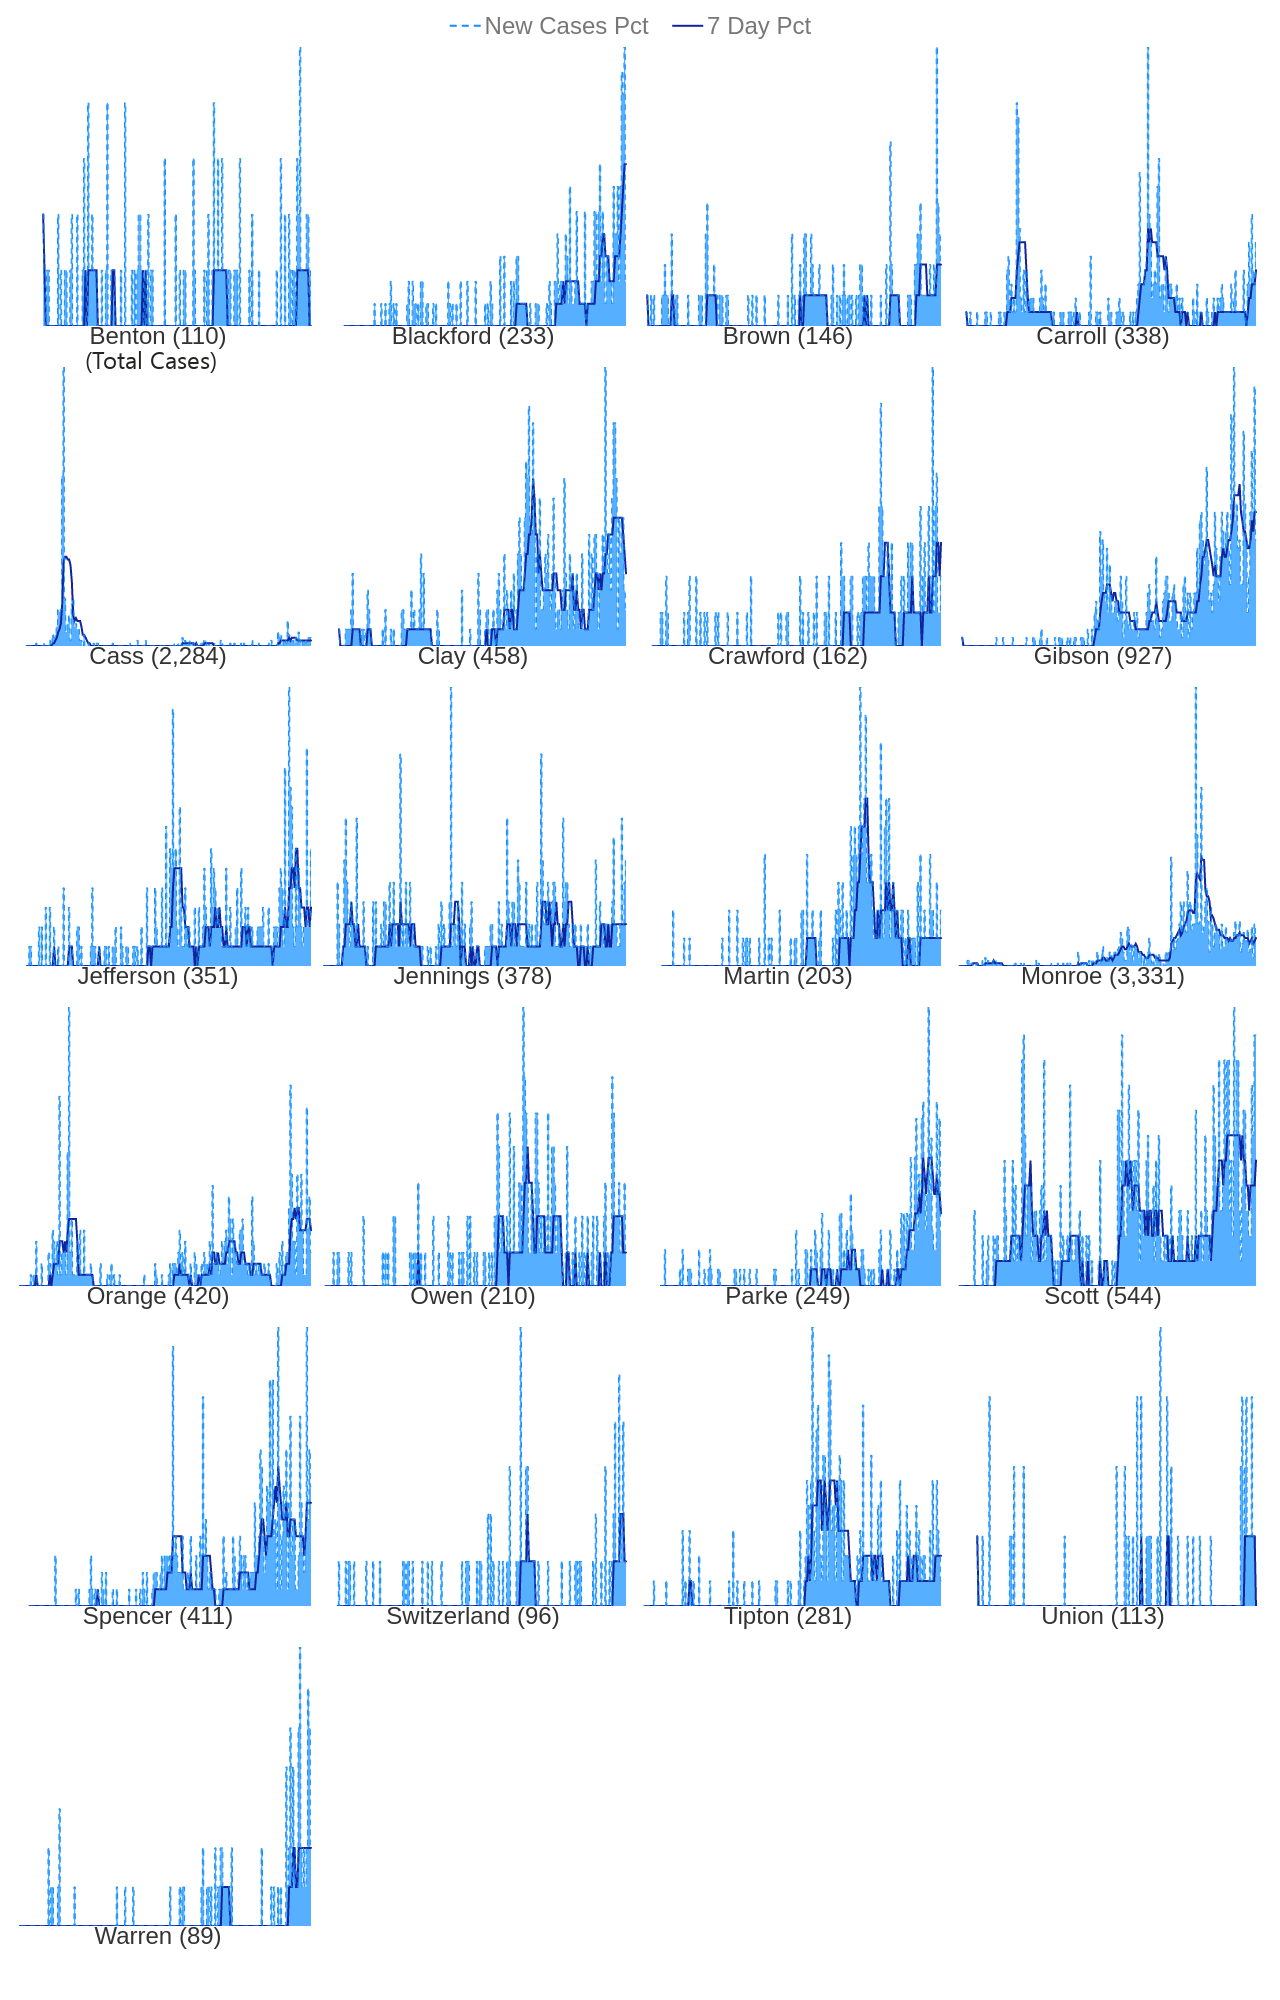 New Cases Pct 7 Day Pct
Benton (110) Blackford (233) Brown (146) Carroll (338)
(Total Cases)
Cass (2,284) Clay (458) Crawford (162) Gibson (927)
Jefferson (351) Jennings (378) Martin (203) Monroe (3,331)
Orange (420) Owen (210) Parke (249) Scott (544)
Spencer (411) Switzerland (96) Tipton (281) Union (113)
Warren (89)